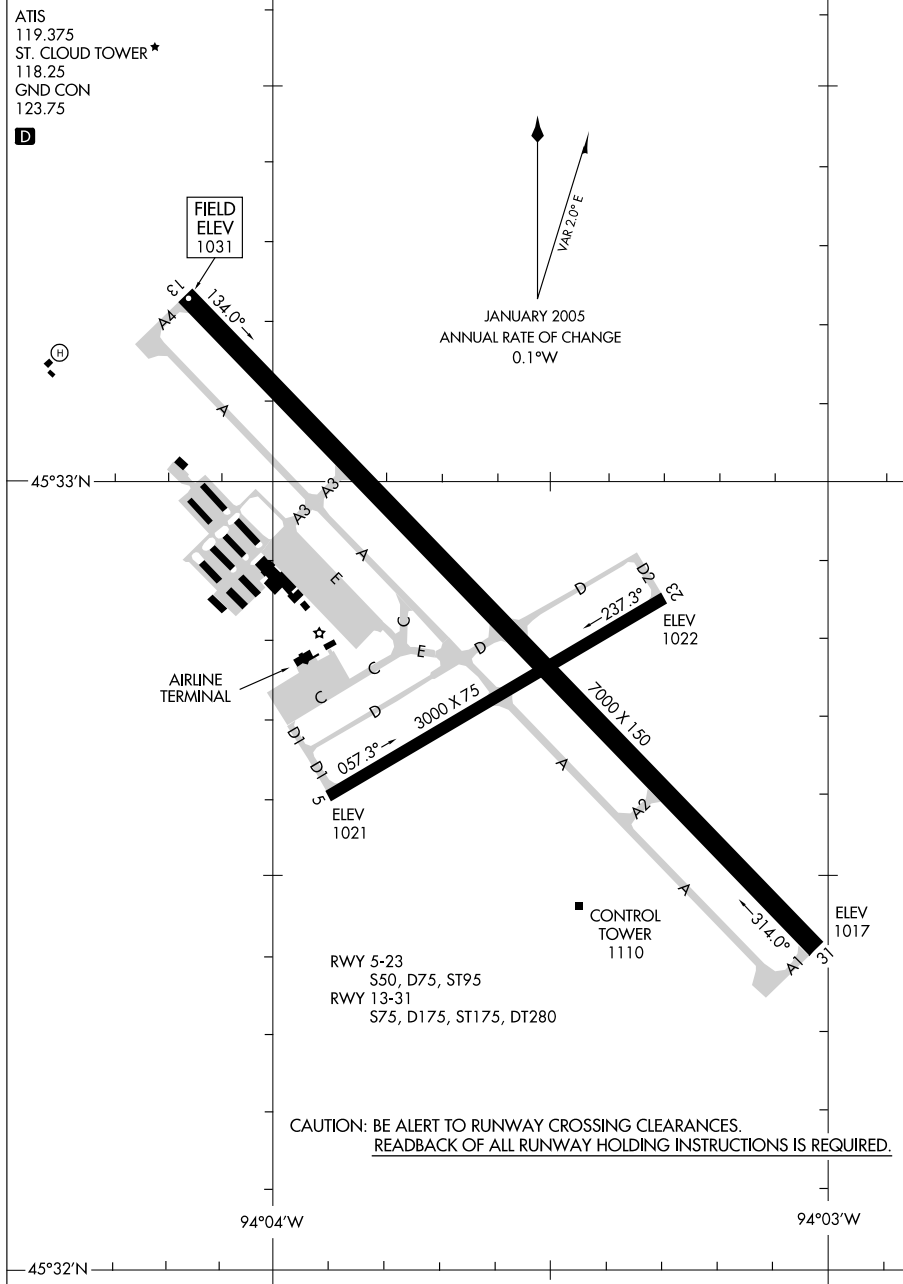 ATIS
119.375
ST. CLOUD TOWER★
118.25
GND CON
123.75
D
FIELD
ELEV
1031
VAR 2.0° E
JANUARY 2005
ANNUAL RATE OF CHANGE
0.1°W
13
134.0°
A4
H
A
45°33'N
A3
A3
A
E
D
D2
23
237.3°
ELEV
1022
C
E
D
AIRLINE
TERMINAL
C
C
D
3000 X 75
7000 X 150
D1
D1
057.3°
5
ELEV
1021
A
A2
A
CONTROL
TOWER
1110
314.0°
ELEV
1017
A1
31
RWY 5-23
S50, D75, ST95
RWY 13-31
S75, D175, ST175, DT280
CAUTION: BE ALERT TO RUNWAY CROSSING CLEARANCES.
READBACK OF ALL RUNWAY HOLDING INSTRUCTIONS IS REQUIRED.
94°04'W
94°03'W
45°32'N